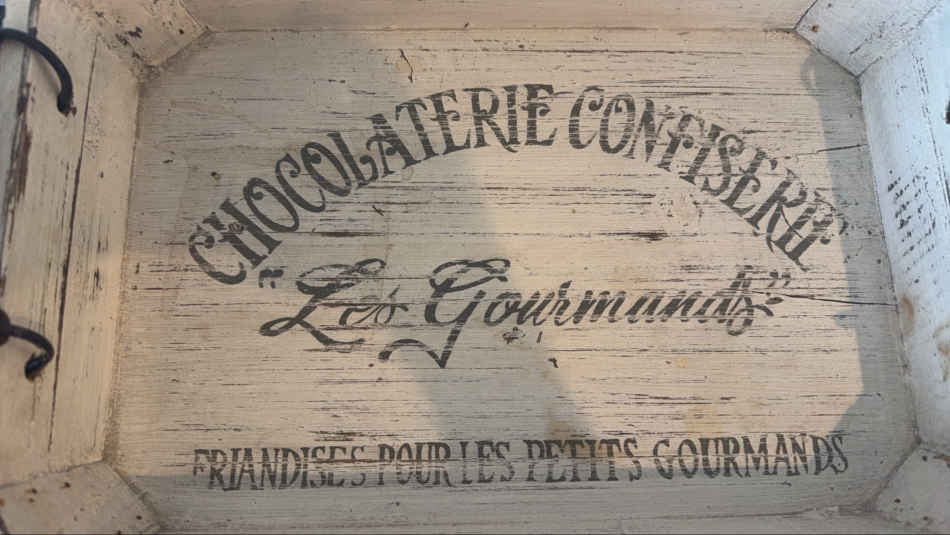 CHOCOLATERIE CONFISERIE
"Les Gourmands"
FRIANDISES POUR LES PETITS GOURMANDS